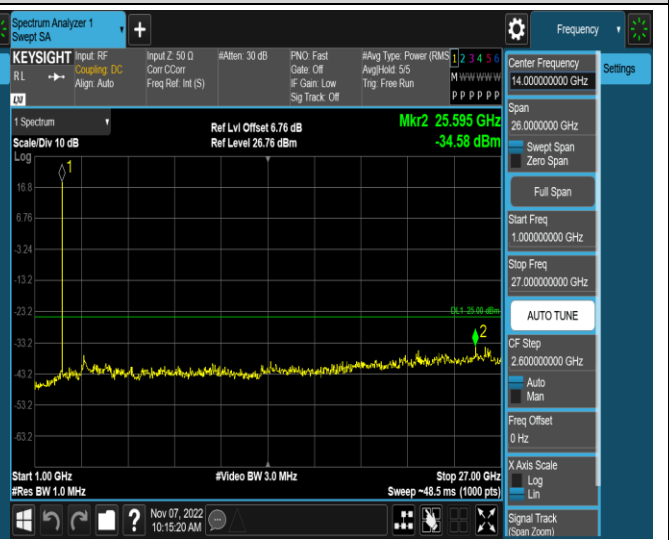 Spectrum Analyzer 1
Swept SA
Frequency
KEYSIGHT
RL
LXI
Input: RF
Coupling: DC
Align: Auto
Input Z: 50 Ω
Corr CCorr
Freq Ref: Int (S)
#Atten: 30 dB
PNO: Fast
Gate: Off
IF Gain: Low
Sig Track: Off
#Avg Type: Power (RMS
Avg|Hold: 5/5
Trig: Free Run
1 2 3 4 5 6
M W W W W W
P P P P P P
1 Spectrum
Scale/Div 10 dB
Log
Ref Lvl Offset 6.76 dB
Ref Level 26.76 dBm
Mkr2 25.595 GHz
-34.58 dBm
1
16.8
6.76
-3.24
-13.2
-23.2
-33.2
-43.2
-53.2
-63.2
DL1 -25.00 dBm
2
Start 1.00 GHz
#Res BW 1.0 MHz
#Video BW 3.0 MHz
Stop 27.00 GHz
Sweep ~48.5 ms (1000 pts)
Nov 07, 2022
10:15:20 AM
Center Frequency
14.000000000 GHz
Span
26.0000000 GHz
Swept Span
Zero Span
Full Span
Start Freq
1.000000000 GHz
Stop Freq
27.000000000 GHz
AUTO TUNE
CF Step
2.600000000 GHz
Auto
Man
Freq Offset
0 Hz
X Axis Scale
Log
Lin
Signal Track
(Span Zoom)
Settings